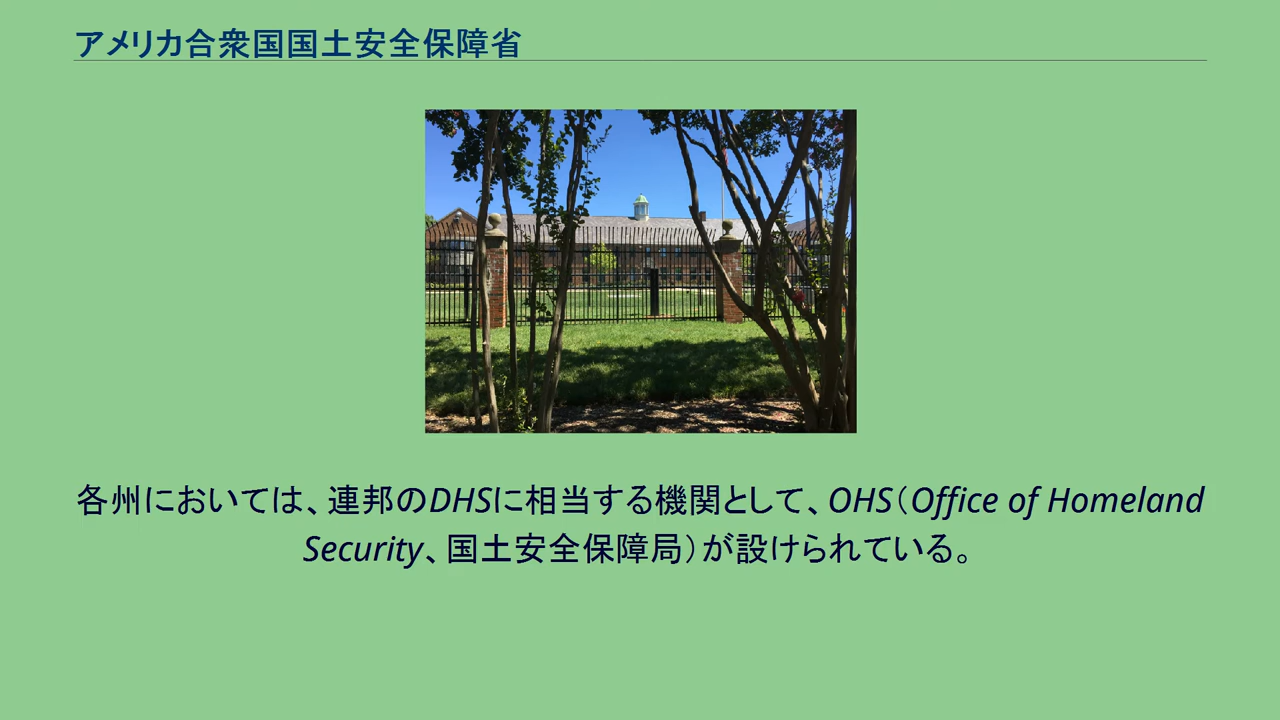 アメリカ合衆国国土安全保障省
各州においては、連邦のDHSに相当する機関として、OHS（Office of Homeland
Security、国土安全保障局）が設けられている。